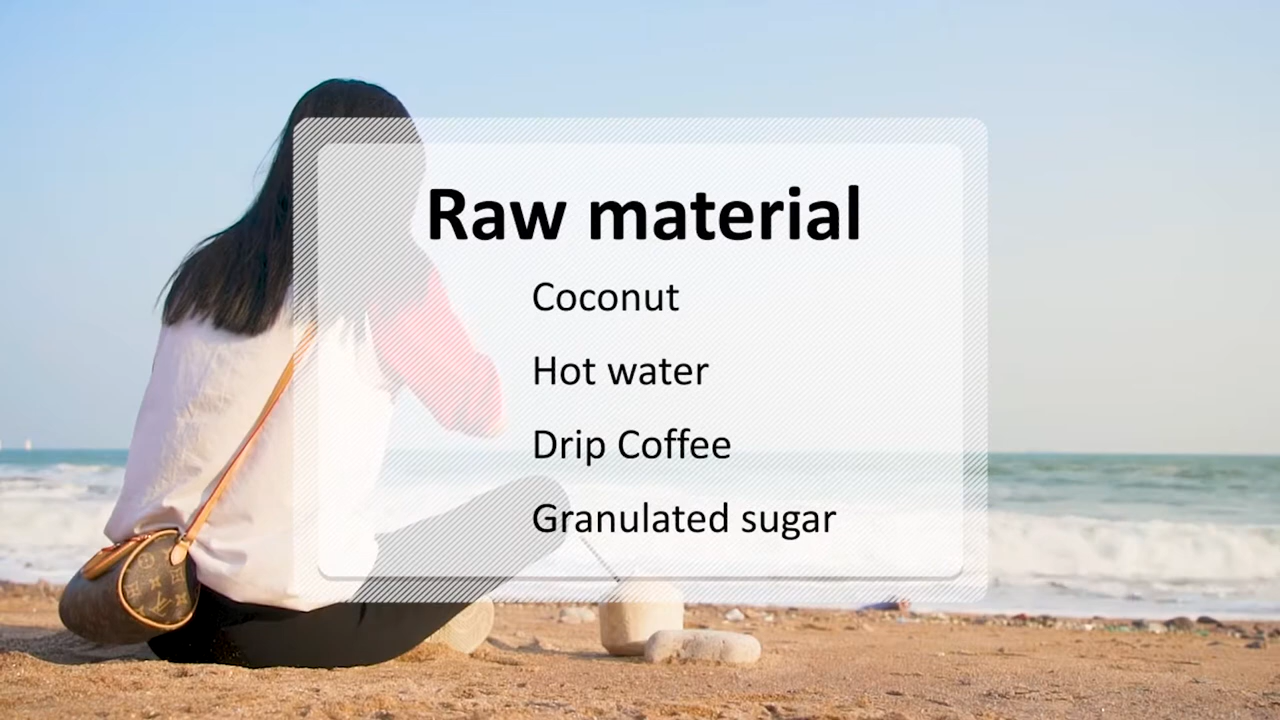 Raw material
Coconut
Hot water
Drip Coffee
Granulated sugar